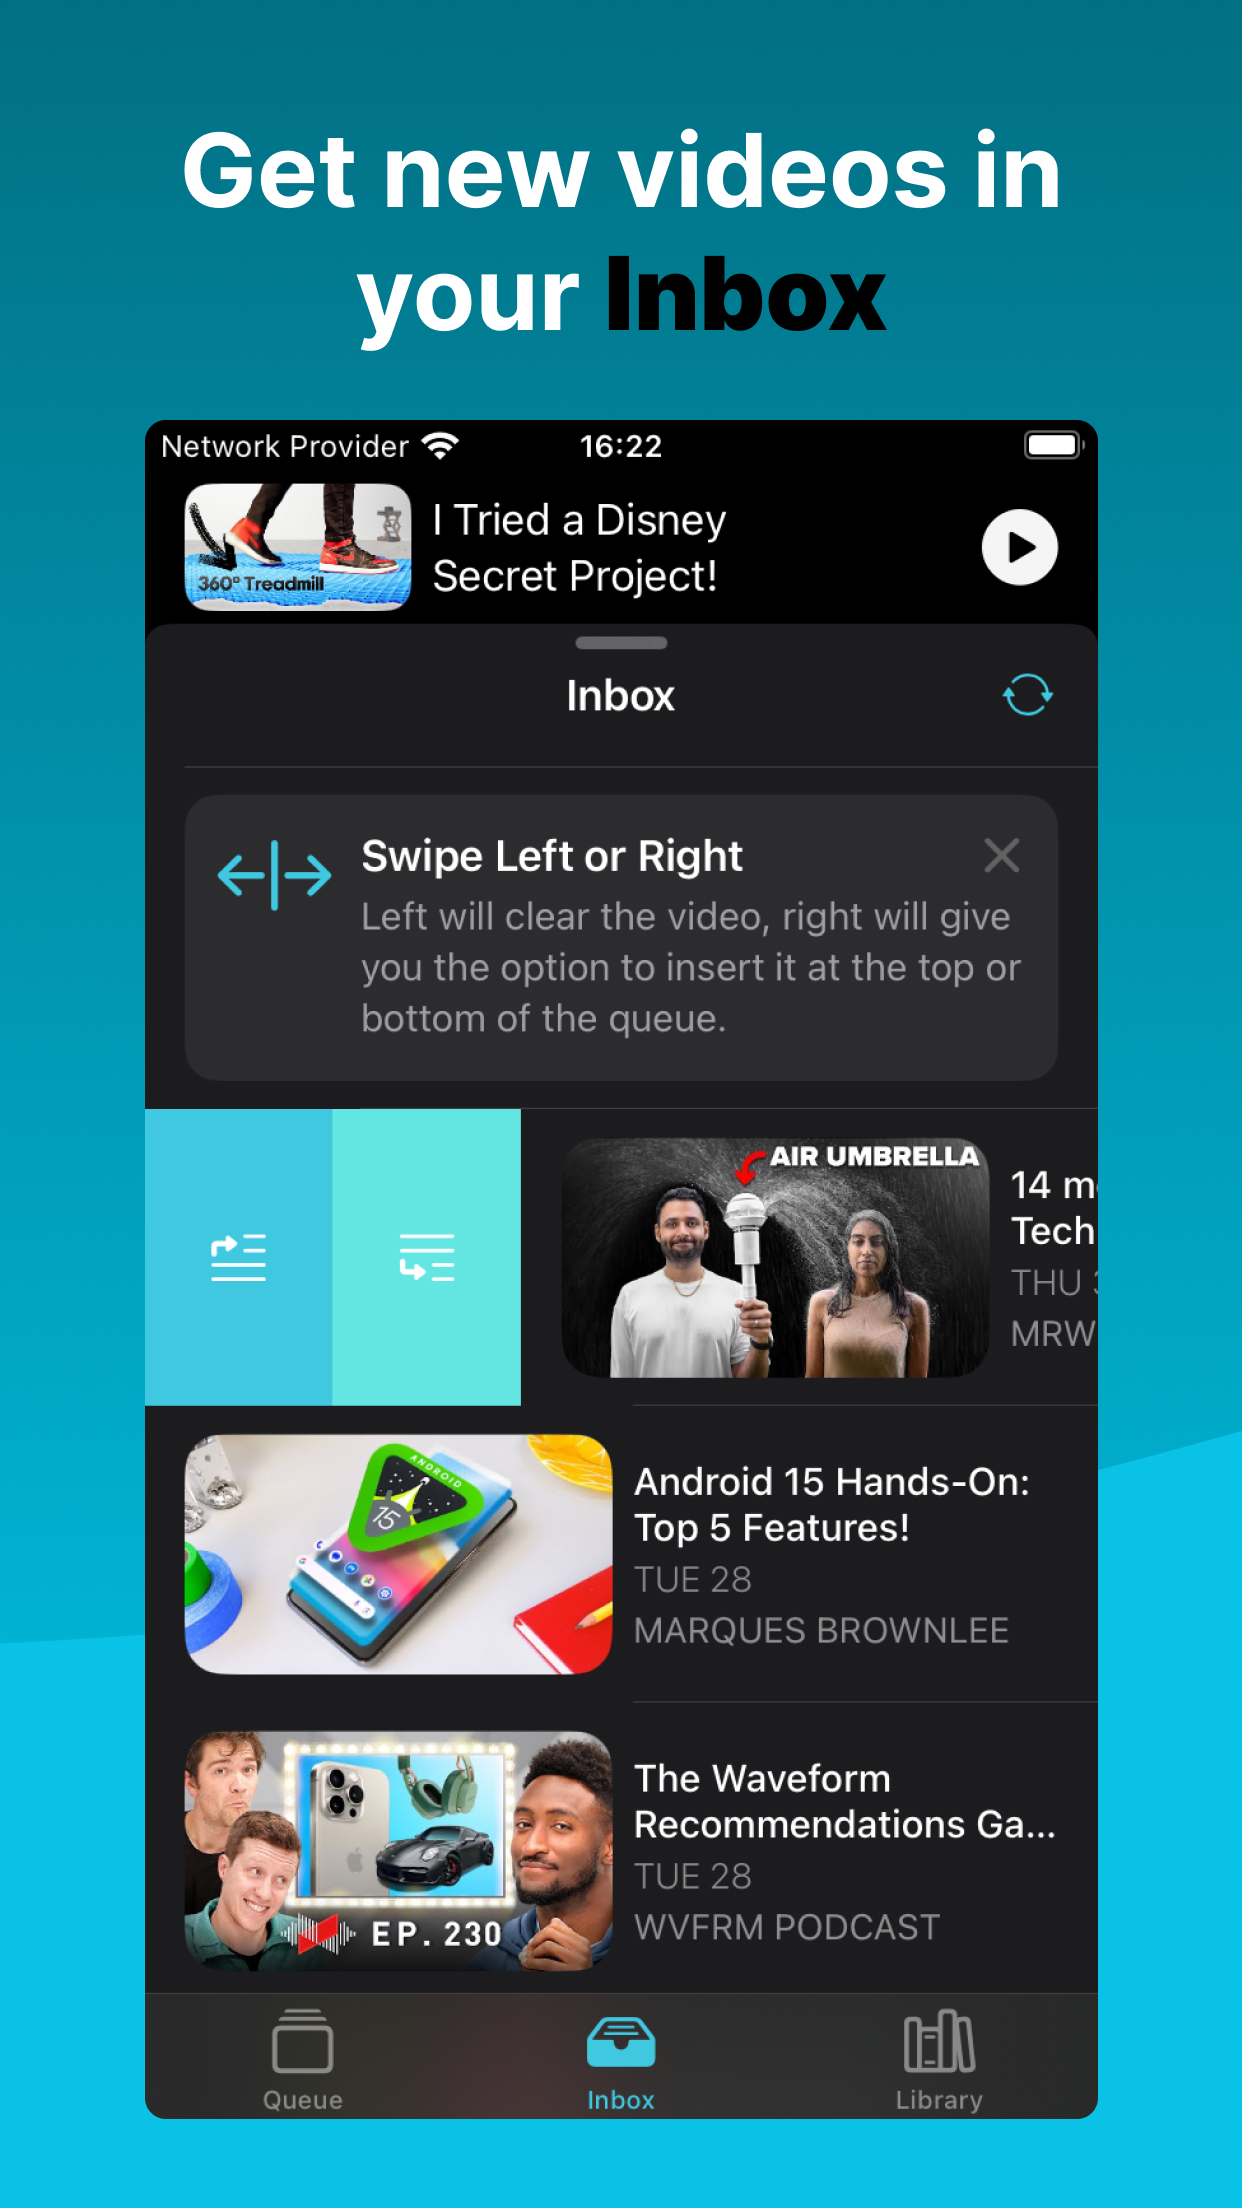 Get new videos in
your Inbox
Network Provider
16:22
360° Treadmill
I Tried a Disney
Secret Project!
Inbox
Swipe Left or Right
Left will clear the video, right will give
you the option to insert it at the top or
bottom of the queue.
AIR UMBRELLA
14 m
Tech
THU
MRW
ANDROID
15
Android 15 Hands-On:
Top 5 Features!
TUE 28
MARQUES BROWNLEE
EP. 230
The Waveform
Recommendations Ga...
TUE 28
WVFRM PODCAST
Queue
Inbox
Library